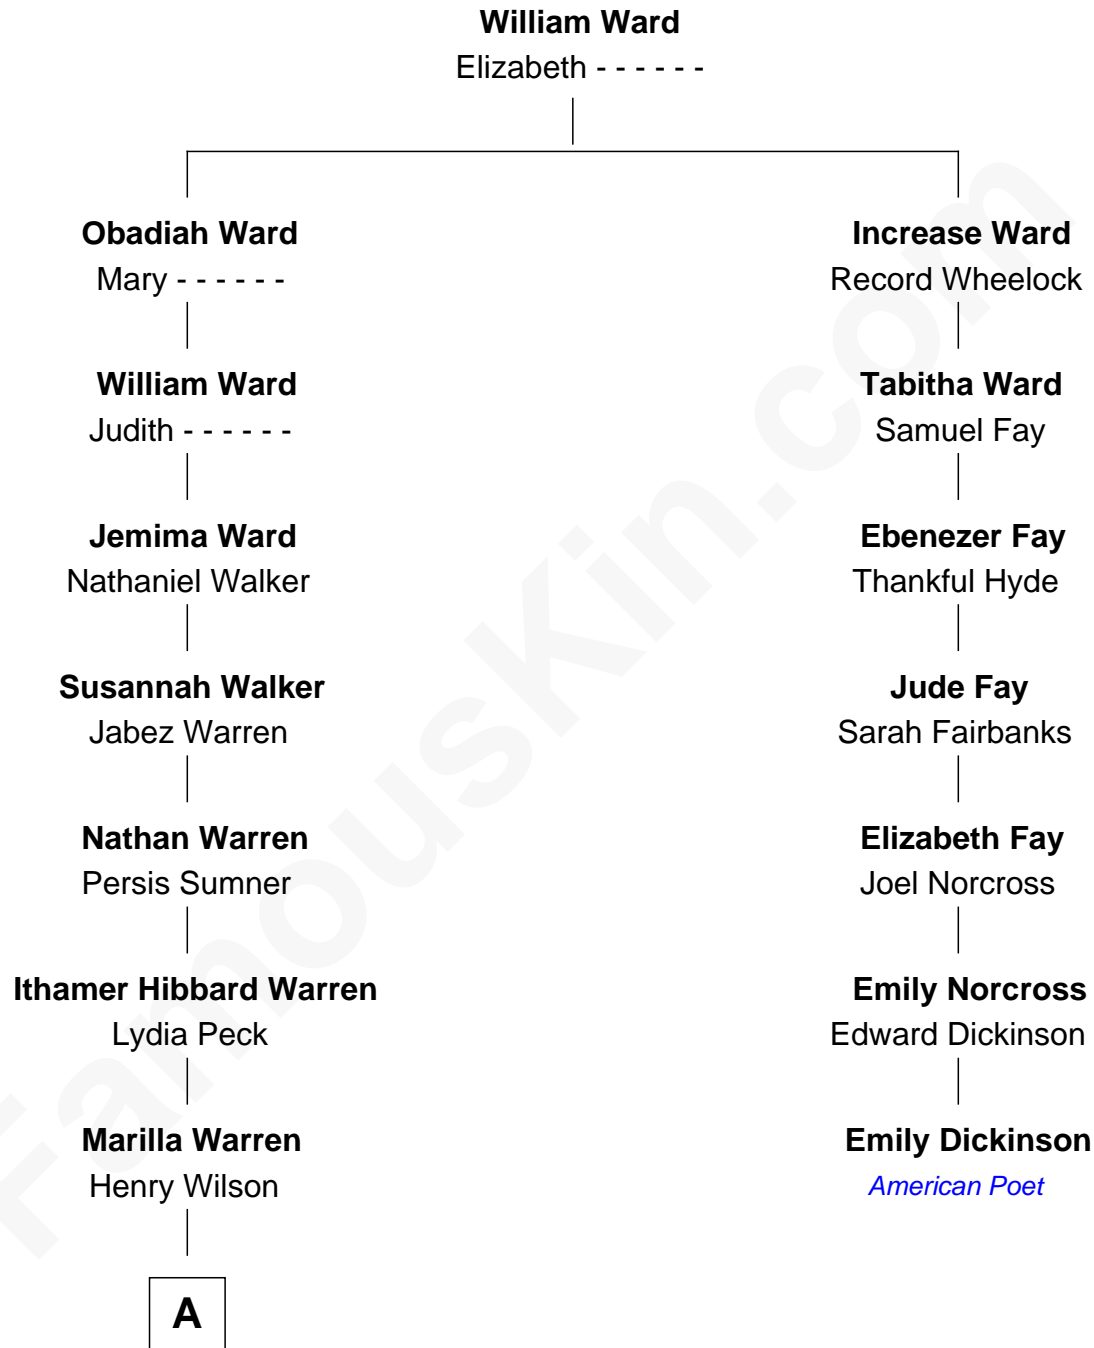 William Ward
Elizabeth - - - - - -
Obadiah Ward
Mary - - - - - -
Increase Ward
Record Wheelock
William Ward
Judith - - - - - -
Tabitha Ward
Samuel Fay
Jemima Ward
Nathaniel Walker
Ebenezer Fay
Thankful Hyde
Susannah Walker
Jabez Warren
Jude Fay
Sarah Fairbanks
Nathan Warren
Persis Sumner
Elizabeth Fay
Joel Norcross
Ithamer Hibbard Warren
Lydia Peck
Emily Norcross
Edward Dickinson
Marilla Warren
Henry Wilson
Emily Dickinson
American Poet
A
FamousKin.com